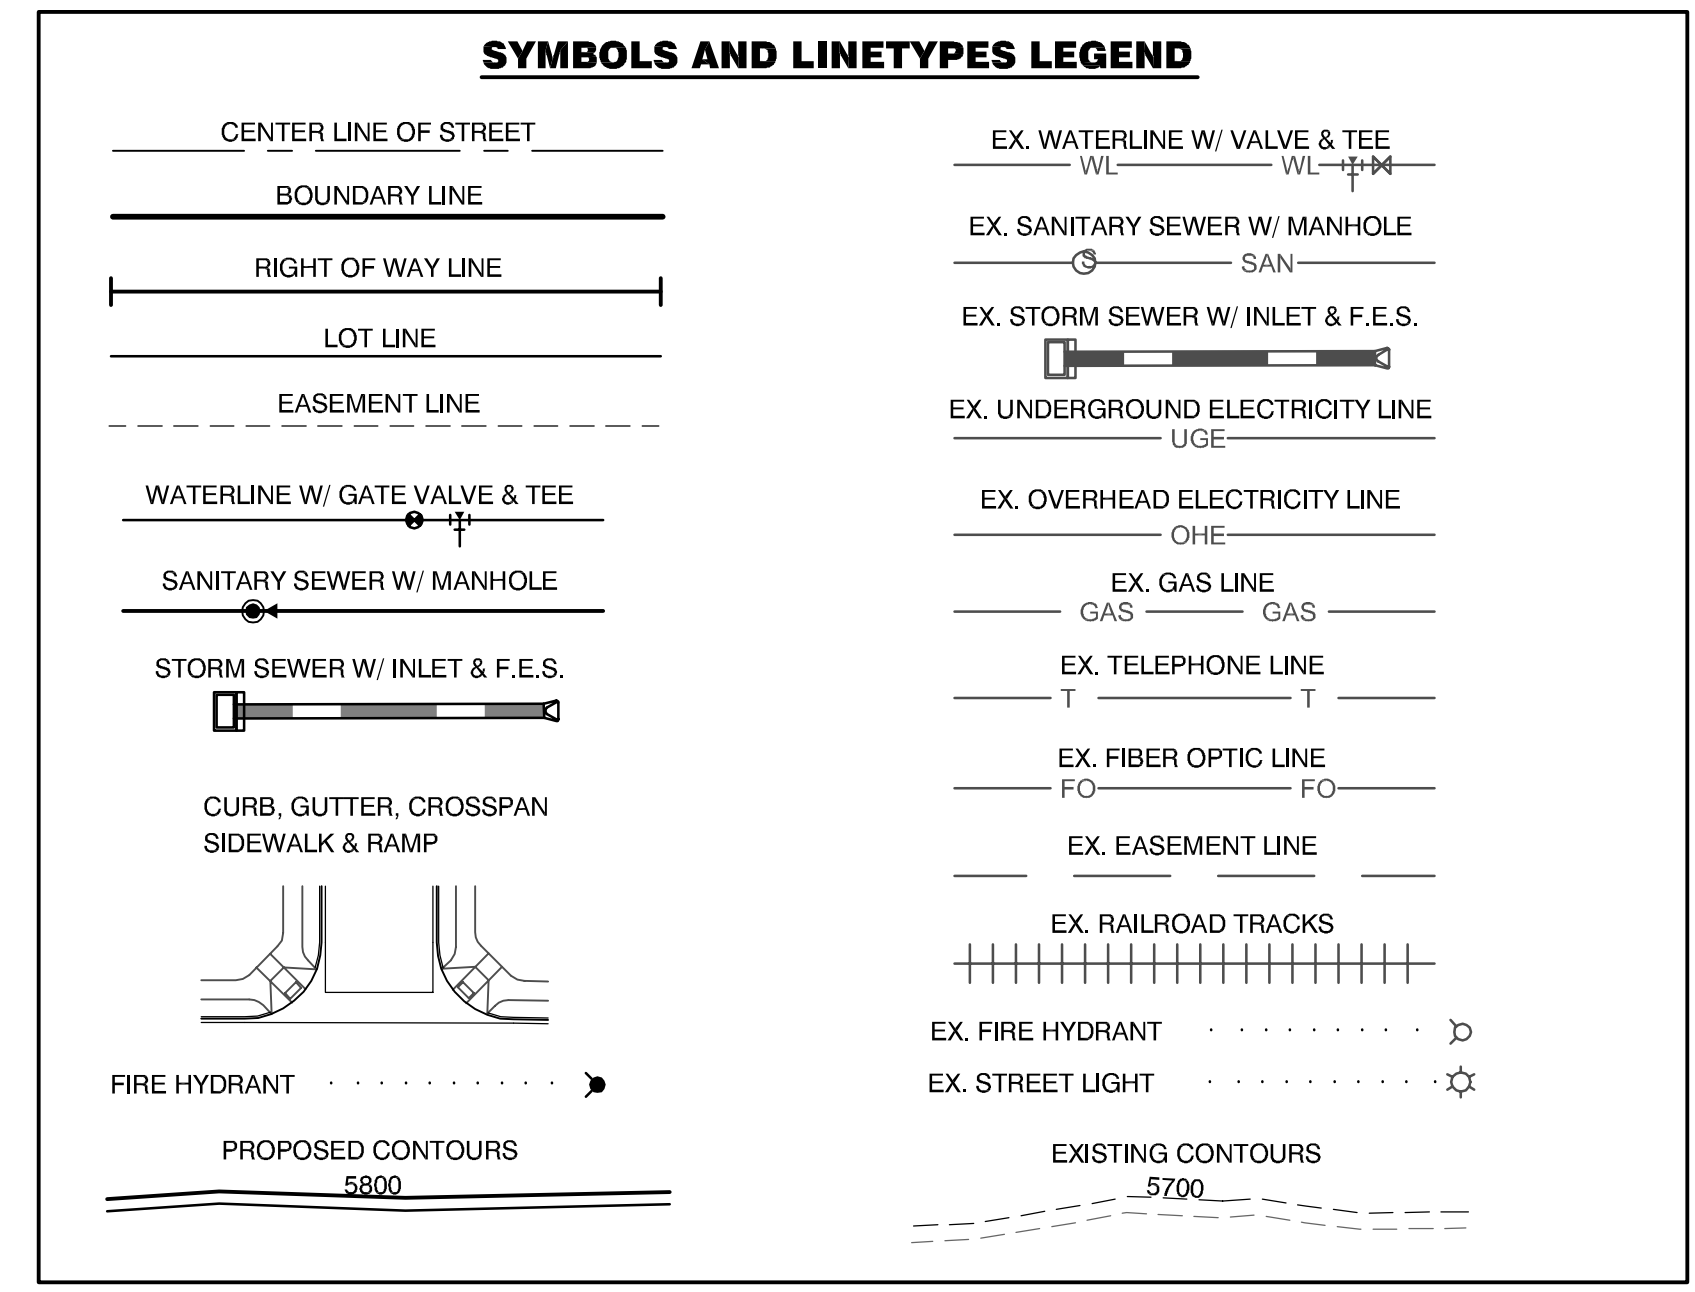 SYMBOLS AND LINETYPES LEGEND
CENTER LINE OF STREET
BOUNDARY LINE
RIGHT OF WAY LINE
LOT LINE
EASEMENT LINE
WATERLINE W/ GATE VALVE & TEE
SANITARY SEWER W/ MANHOLE
STORM SEWER W/ INLET & F.E.S.
CURB, GUTTER, CROSSPAN
SIDEWALK & RAMP
FIRE HYDRANT
PROPOSED CONTOURS
5800
EX. WATERLINE W/ VALVE & TEE
WL WL
EX. SANITARY SEWER W/ MANHOLE
S SAN
EX. STORM SEWER W/ INLET & F.E.S.
EX. UNDERGROUND ELECTRICITY LINE
UGE
EX. OVERHEAD ELECTRICITY LINE
OHE
EX. GAS LINE
GAS GAS
EX. TELEPHONE LINE
T T
EX. FIBER OPTIC LINE
FO FO
EX. EASEMENT LINE
EX. RAILROAD TRACKS
EX. FIRE HYDRANT
EX. STREET LIGHT
EXISTING CONTOURS
5700